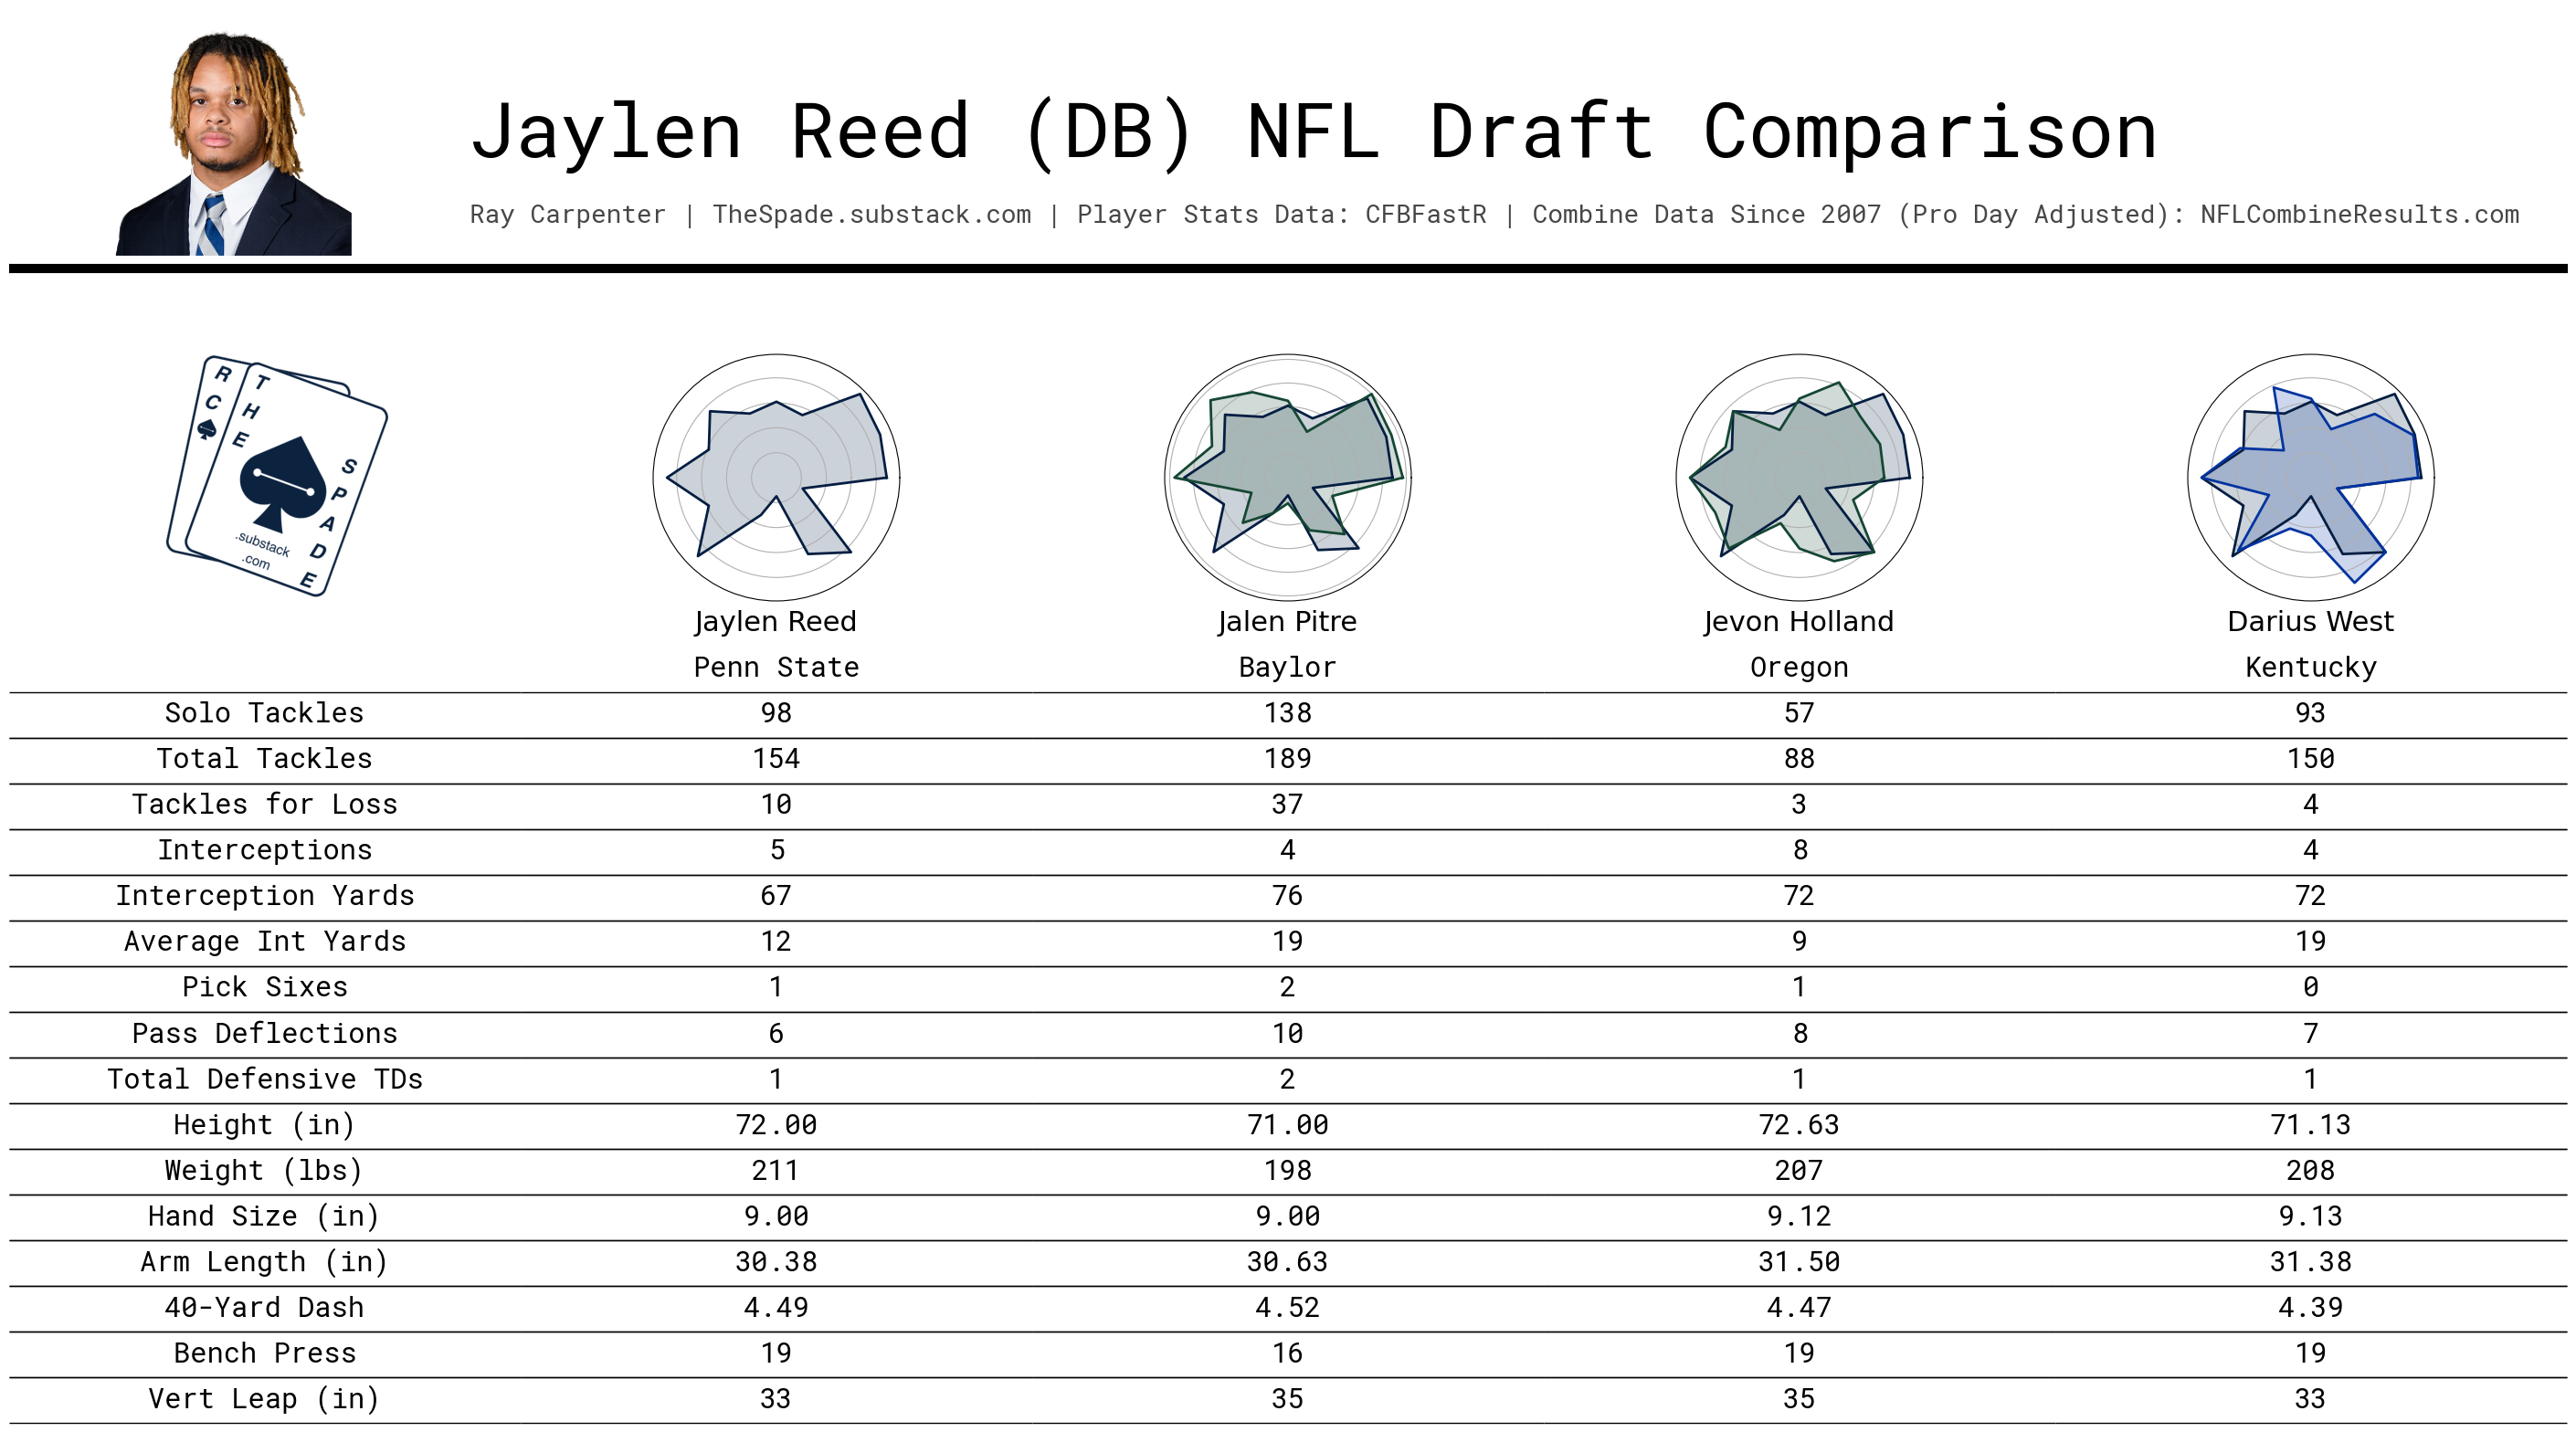 Jaylen Reed (DB) NFL Draft Comparison
Ray Carpenter | TheSpade.substack.com | Player Stats Data: CFBFastR | Combine Data Since 2007 (Pro Day Adjusted): NFLCombineResults.com
RC
THE
SPADE
.substack
.com
Jaylen Reed Jalen Pitre Jevon Holland Darius West
Penn State Baylor Oregon Kentucky
Solo Tackles 98 138 57 93
Total Tackles 154 189 88 150
Tackles for Loss 10 37 3 4
Interceptions 5 4 8 4
Interception Yards 67 76 72 72
Average Int Yards 12 19 9 19
Pick Sixes 1 2 1 0
Pass Deflections 6 10 8 7
Total Defensive TDs 1 2 1 1
Height (in) 72.00 71.00 72.63 71.13
Weight (lbs) 211 198 207 208
Hand Size (in) 9.00 9.00 9.12 9.13
Arm Length (in) 30.38 30.63 31.50 31.38
40-Yard Dash 4.49 4.52 4.47 4.39
Bench Press 19 16 19 19
Vert Leap (in) 33 35 35 33